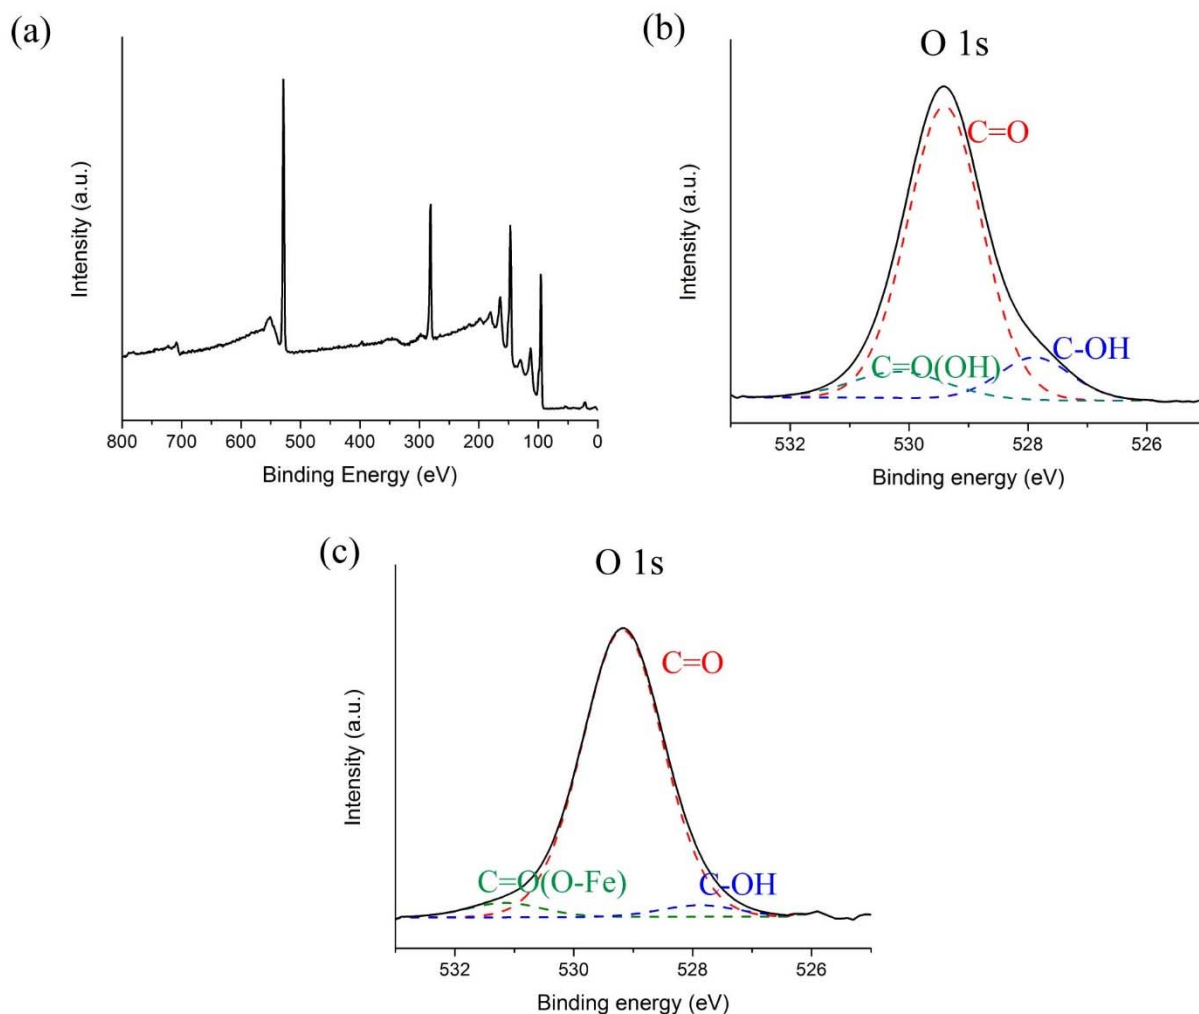 (a)
Intensity (a.u.)
800 700 600 500 400 300 200 100 0
Binding Energy (eV)
(b)
O 1s
C=O
C=O(OH)
C-OH
Intensity (a.u.)
532 530 528 526
Binding energy (eV)
(c)
O 1s
C=O
C=O(O-Fe)
C-OH
Intensity (a.u.)
532 530 528 526
Binding energy (eV)